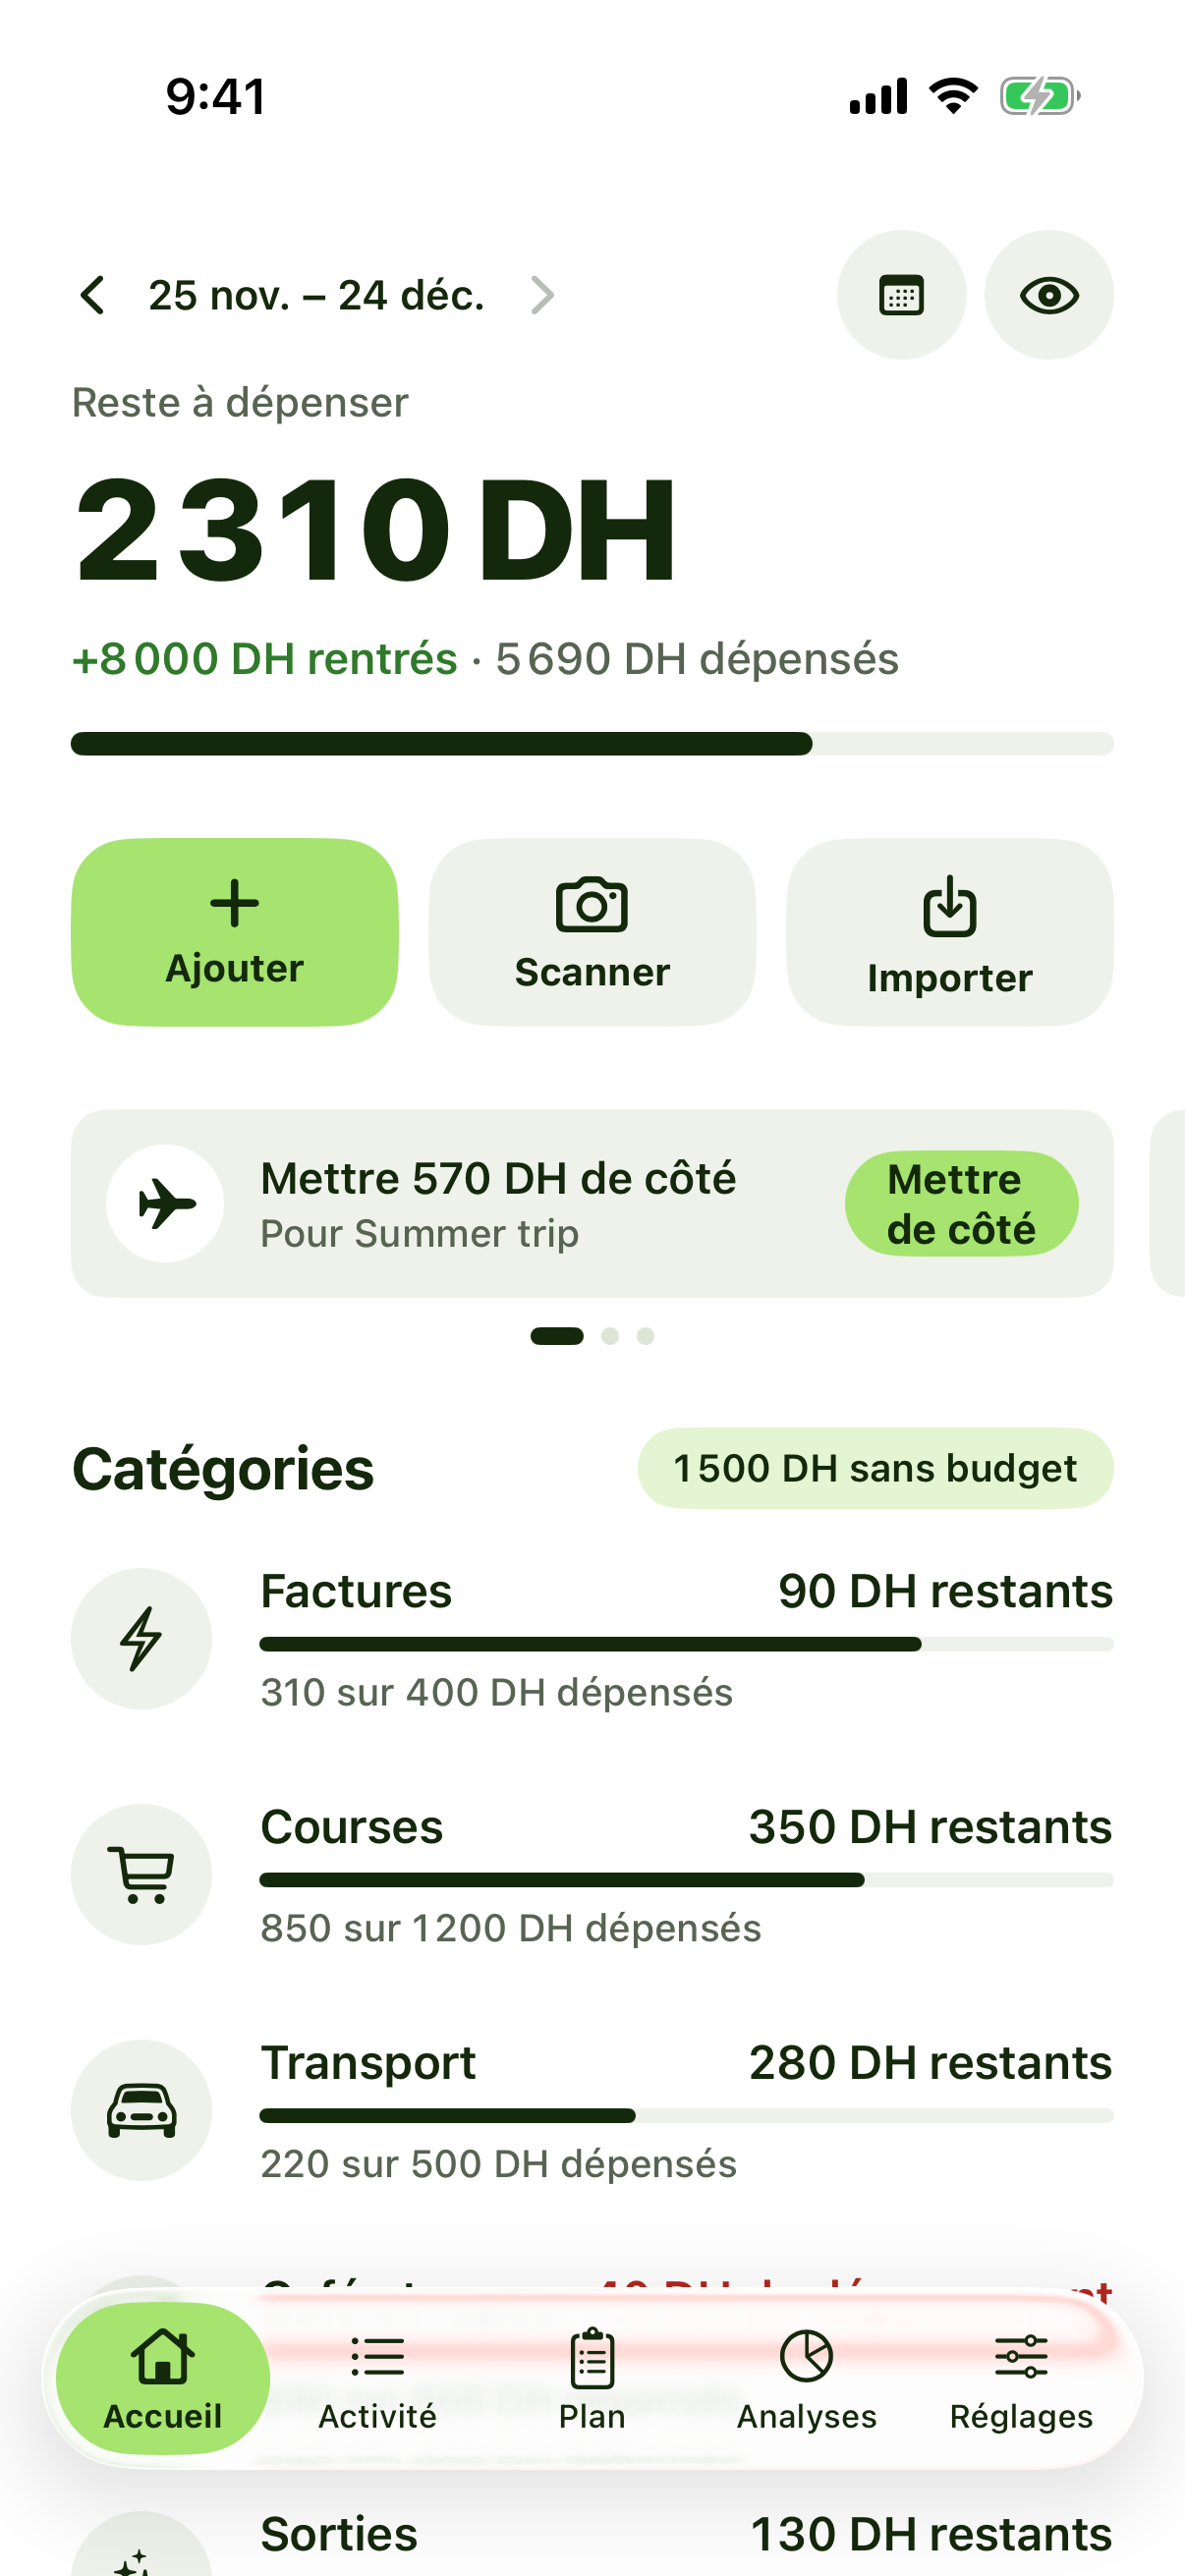 9:41
25 nov. – 24 déc.
Reste à dépenser
2 310 DH
+8 000 DH rentrés · 5 690 DH dépensés
Ajouter
Scanner
Importer
Mettre 570 DH de côté
Pour Summer trip
Mettre
de côté
Catégories
1 500 DH sans budget
Factures
90 DH restants
310 sur 400 DH dépensés
Courses
350 DH restants
850 sur 1 200 DH dépensés
Transport
280 DH restants
220 sur 500 DH dépensés
Accueil
Activité
Plan
Analyses
Réglages
Sorties
130 DH restants